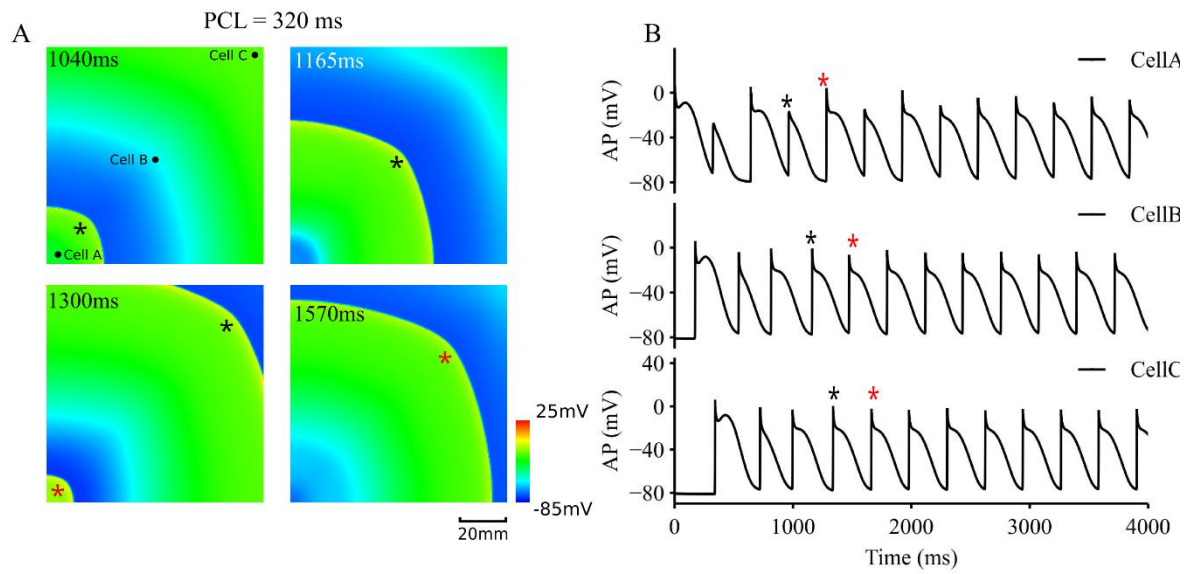 PCL = 320 ms
A
1040ms
Cell C
Cell B
*
Cell A
1165ms
*
1300ms
*
*
1570ms
*
25mV
-85mV
20mm
B
CellA
* *
AP (mV)
0
−40
−80
CellB
* *
AP (mV)
0
−40
−80
CellC
* *
AP (mV)
40
0
−40
−80
0 1000 2000 3000 4000
Time (ms)